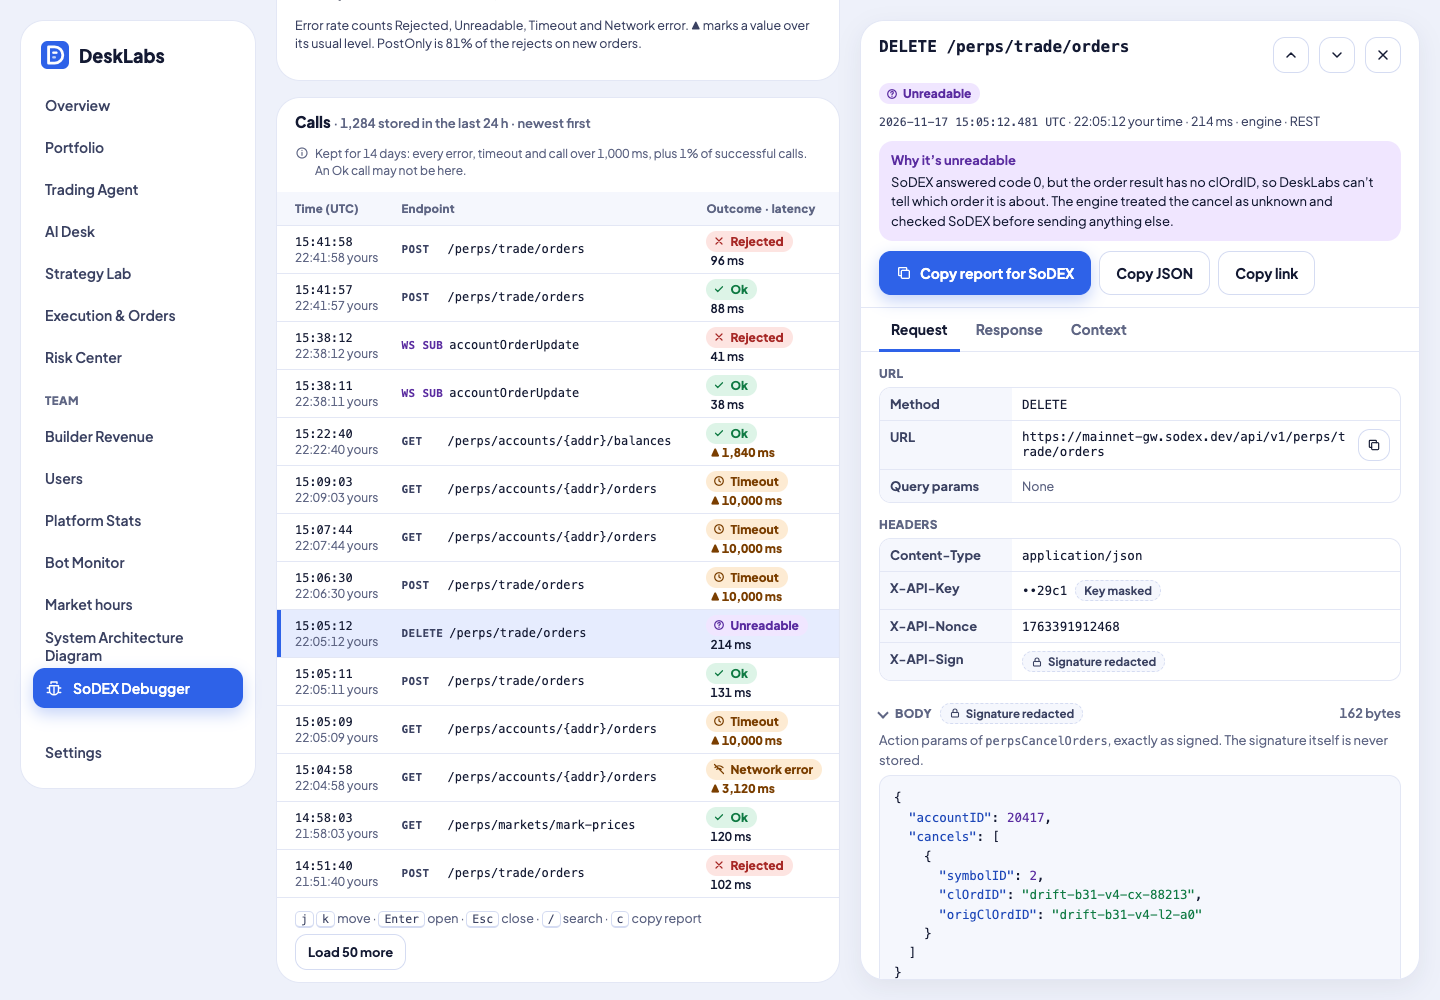 DeskLabs
Overview
Portfolio
Trading Agent
AI Desk
Strategy Lab
Execution & Orders
Risk Center
TEAM
Builder Revenue
Users
Platform Stats
Bot Monitor
Market hours
System Architecture
Diagram
SoDEX Debugger
Settings
Error rate counts Rejected, Unreadable, Timeout and Network error. ▲ marks a value over
its usual level. PostOnly is 81% of the rejects on new orders.
Calls · 1,284 stored in the last 24 h · newest first
Kept for 14 days: every error, timeout and call over 1,000 ms, plus 1% of successful calls.
An Ok call may not be here.
Time (UTC) Endpoint Outcome · latency
15:41:58 POST /perps/trade/orders Rejected
22:41:58 yours 96 ms
15:41:57 POST /perps/trade/orders Ok
22:41:57 yours 88 ms
15:38:12 WS SUB accountOrderUpdate Rejected
22:38:12 yours 41 ms
15:38:11 WS SUB accountOrderUpdate Ok
22:38:11 yours 38 ms
15:22:40 GET /perps/accounts/{addr}/balances Ok
22:22:40 yours ▲ 1,840 ms
15:09:03 GET /perps/accounts/{addr}/orders Timeout
22:09:03 yours ▲ 10,000 ms
15:07:44 GET /perps/accounts/{addr}/orders Timeout
22:07:44 yours ▲ 10,000 ms
15:06:30 POST /perps/trade/orders Timeout
22:06:30 yours ▲ 10,000 ms
15:05:12 DELETE /perps/trade/orders Unreadable
22:05:12 yours 214 ms
15:05:11 POST /perps/trade/orders Ok
22:05:11 yours 131 ms
15:05:09 GET /perps/accounts/{addr}/orders Timeout
22:05:09 yours ▲ 10,000 ms
15:04:58 GET /perps/accounts/{addr}/orders Network error
22:04:58 yours ▲ 3,120 ms
14:58:03 GET /perps/markets/mark-prices Ok
21:58:03 yours 120 ms
14:51:40 POST /perps/trade/orders Rejected
21:51:40 yours 102 ms
j k move · Enter open · Esc close · / search · c copy report
Load 50 more
DELETE /perps/trade/orders
Unreadable
2026-11-17 15:05:12.481 UTC · 22:05:12 your time · 214 ms · engine · REST
Why it's unreadable
SoDEX answered code 0, but the order result has no clOrdID, so DeskLabs can't
tell which order it is about. The engine treated the cancel as unknown and
checked SoDEX before sending anything else.
Copy report for SoDEX Copy JSON Copy link
Request Response Context
URL
Method DELETE
URL https://mainnet-gw.sodex.dev/api/v1/perps/t
rade/orders
Query params None
HEADERS
Content-Type application/json
X-API-Key ••29c1 Key masked
X-API-Nonce 1763391912468
X-API-Sign Signature redacted
BODY Signature redacted 162 bytes
Action params of perpsCancelOrders, exactly as signed. The signature itself is never
stored.
{
"accountID": 20417,
"cancels": [
{
"symbolID": 2,
"clOrdID": "drift-b31-v4-cx-88213",
"origClOrdID": "drift-b31-v4-l2-a0"
}
]
}